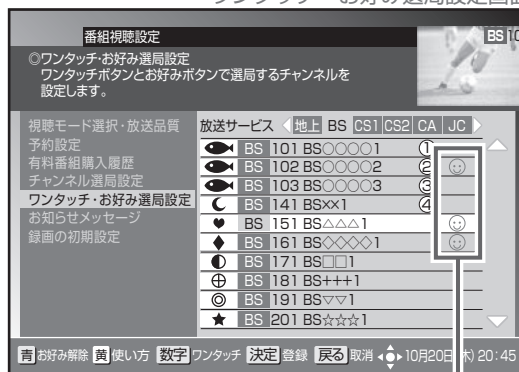 番組視聴設定
BS 10
◎ワンタッチ・お好み選局設定
ワンタッチボタンとお好みボタンで選局するチャンネルを
設定します。
視聴モード選択・放送品質
予約設定
有料番組購入履歴
チャンネル選局設定
ワンタッチ・お好み選局設定
お知らせメッセージ
録画の初期設定
放送サービス 地上 BS CS1 CS2 CA JC
BS 101 BS○○○○1 ①
BS 102 BS○○○○2 ②
BS 103 BS○○○○3 ③
BS 141 BS××1 ④
BS 151 BS△△△1
BS 161 BS◇◇◇◇1
BS 171 BS□□1
BS 181 BS+++1
BS 191 BS▽▽1
BS 201 BS☆☆☆1
青 お好み解除 黄 使い方 数字 ワンタッチ 決定 登録 戻る 取消 10月20日(木) 20:45